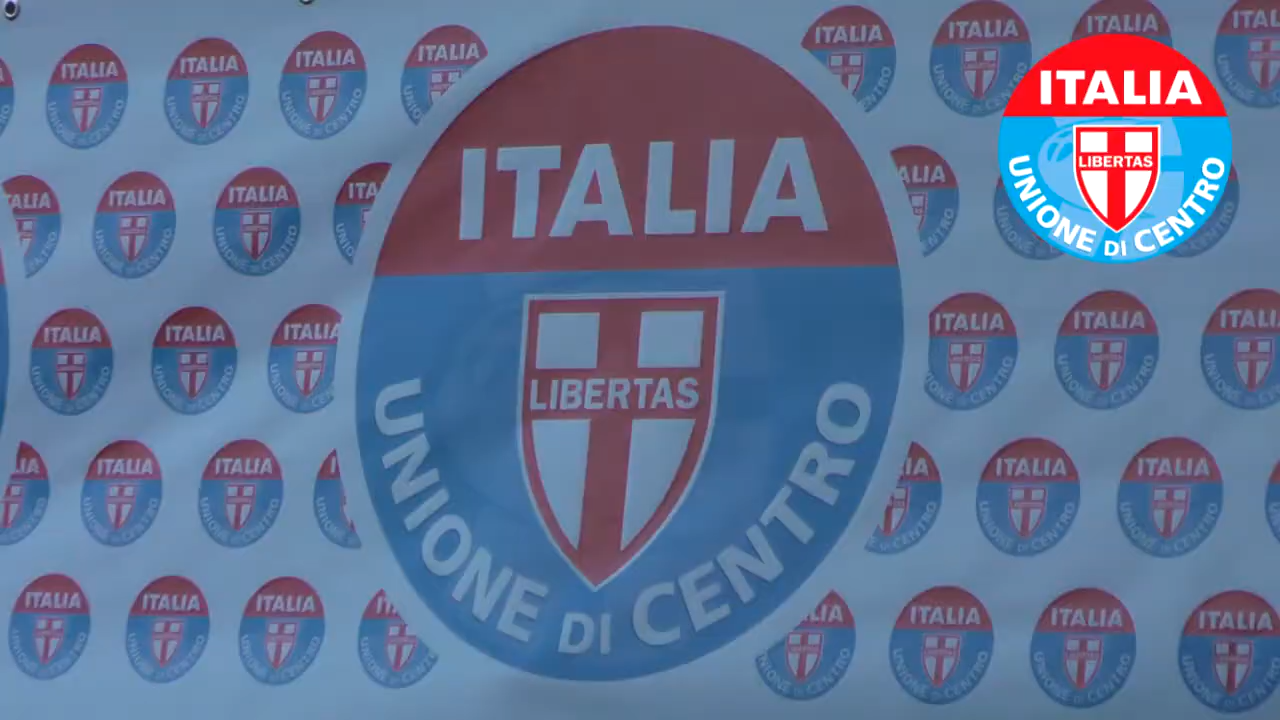 ITALIA
LIBERTAS
UNIONE DI CENTRO
ITALIA
LIBERTAS
UNIONE DI CENTRO